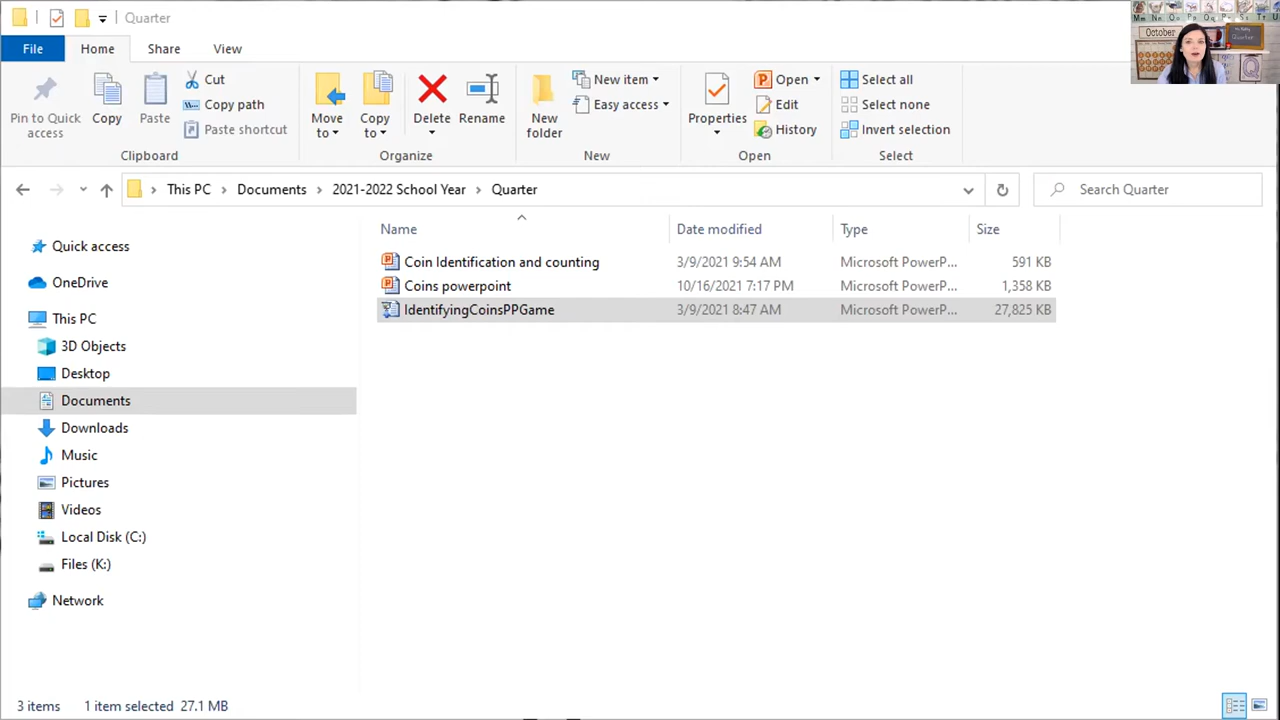 Quarter
File Home Share View
Pin to Quick access
Copy
Paste
Cut
Copy path
Paste shortcut
Clipboard
Move to
Copy to
Delete
Rename
Organize
New folder
New item
Easy access
New
Properties
Open
Edit
History
Open
Select all
Select none
Invert selection
Select
This PC > Documents > 2021-2022 School Year > Quarter
Search Quarter
Quick access
OneDrive
This PC
3D Objects
Desktop
Documents
Downloads
Music
Pictures
Videos
Local Disk (C:)
Files (K:)
Network
Name Date modified Type Size
Coin Identification and counting 3/9/2021 9:54 AM Microsoft PowerP... 591 KB
Coins powerpoint 10/16/2021 7:17 PM Microsoft PowerP... 1,358 KB
IdentifyingCoinsPPGame 3/9/2021 8:47 AM Microsoft PowerP... 27,825 KB
3 items 1 item selected 27.1 MB
October
Quarter